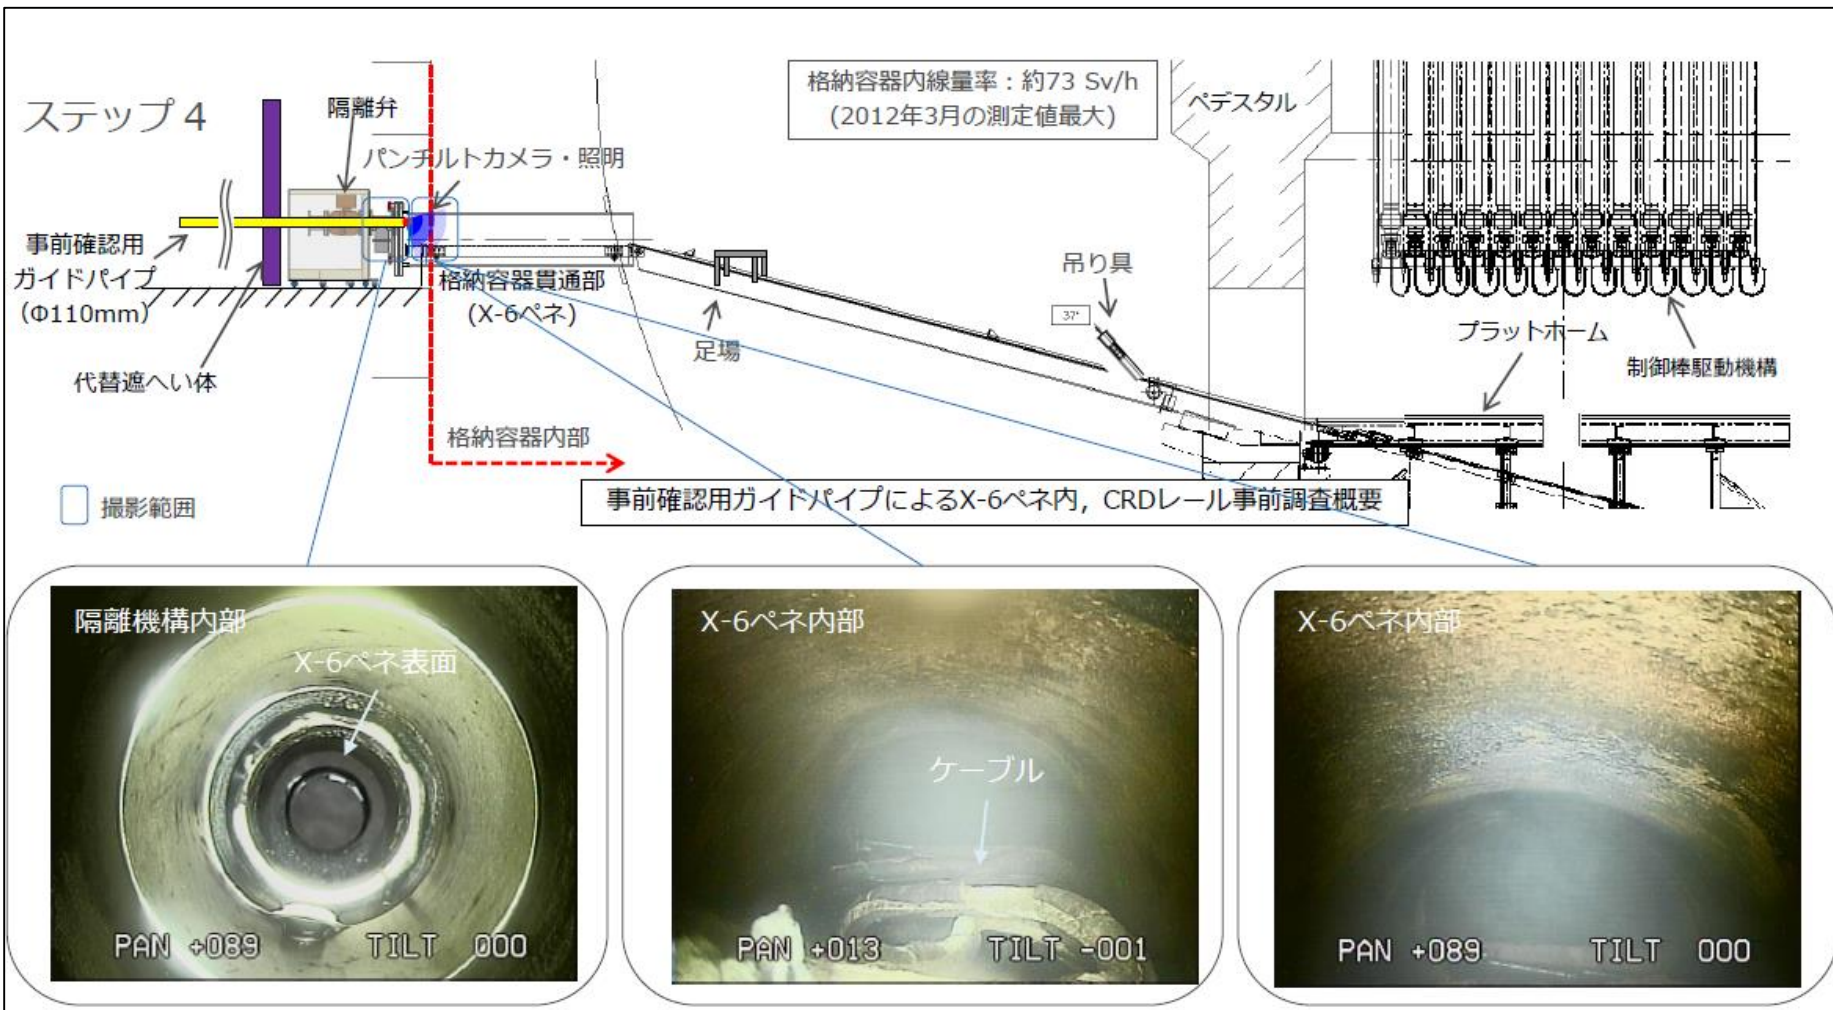 ステップ４
隔離弁
パンチルトカメラ・照明
格納容器内線量率：約73 Sv/h
(2012年3月の測定値最大)
ペデスタル
事前確認用
ガイドパイプ
（Φ110mm）
格納容器貫通部
(X-6ペネ)
吊り具
37°
足場
プラットホーム
制御棒駆動機構
代替遮へい体
格納容器内部
撮影範囲
事前確認用ガイドパイプによるX-6ペネ内，CRDレール事前調査概要
隔離機構内部
X-6ペネ表面
PAN +089 TILT 000
X-6ペネ内部
ケーブル
PAN +013 TILT -001
X-6ペネ内部
PAN +089 TILT 000